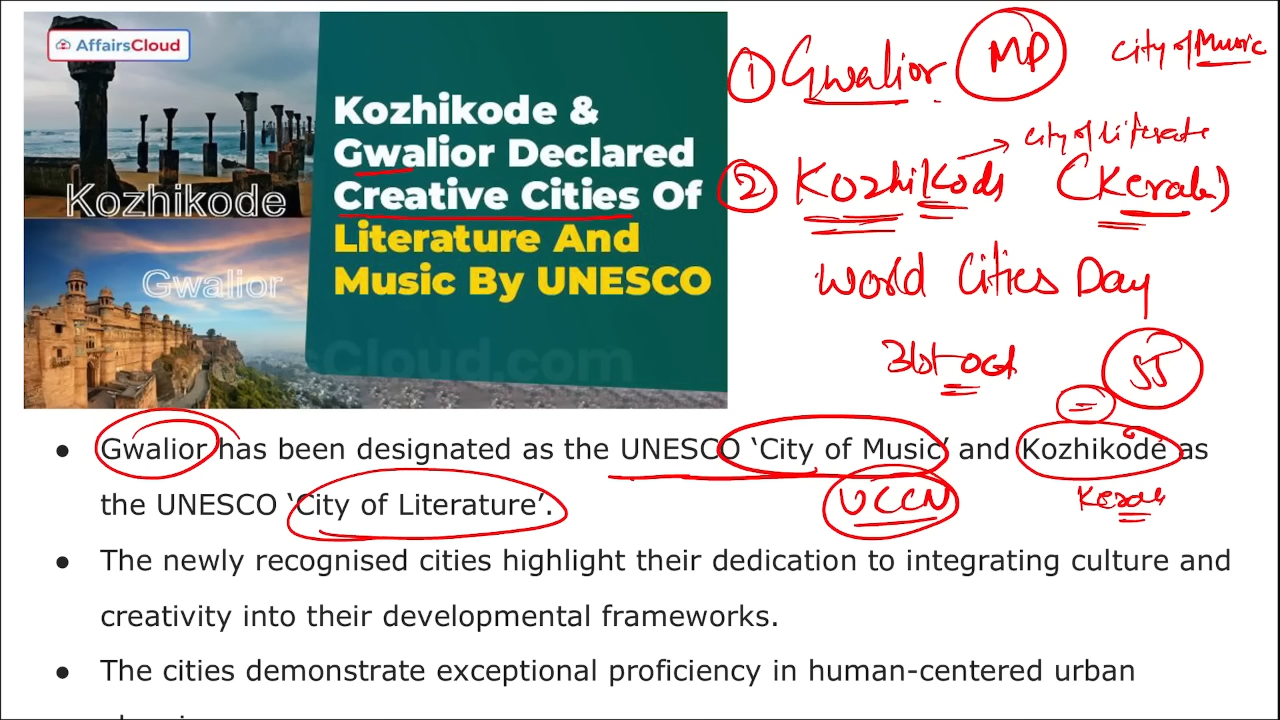 AffairsCloud
Kozhikode &
Gwalior Declared
Creative Cities Of
Literature And
Music By UNESCO
Kozhikode
Gwalior
① Gwalior MP City of Music
City of Literate
② Kozhikode (Kerala)
World Cities Day
31st Oct 55
● Gwalior has been designated as the UNESCO ‘City of Music’ and Kozhikode as
the UNESCO ‘City of Literature’.
UCCN Kerala
● The newly recognised cities highlight their dedication to integrating culture and
creativity into their developmental frameworks.
● The cities demonstrate exceptional proficiency in human-centered urban